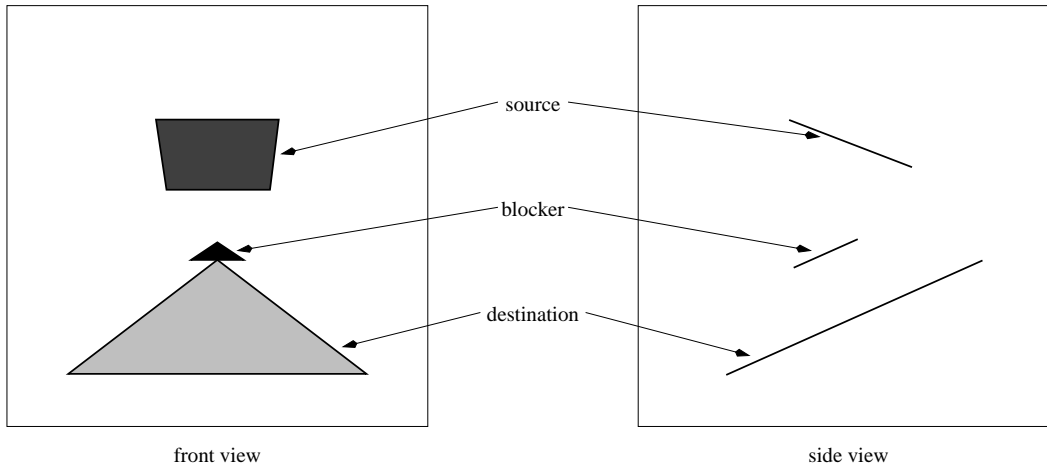 source
blocker
destination
front view
side view